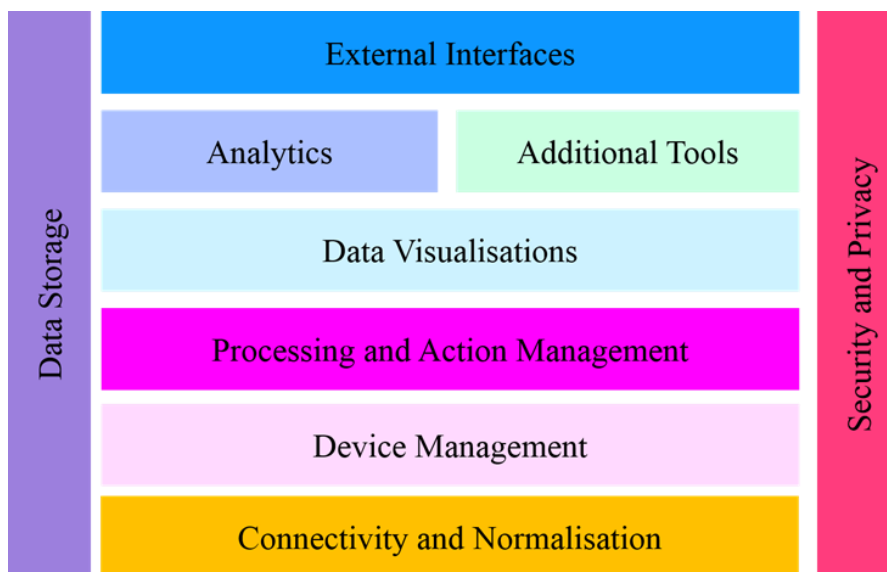 External Interfaces
Analytics
Additional Tools
Data Visualisations
Processing and Action Management
Device Management
Connectivity and Normalisation
Data Storage
Security and Privacy